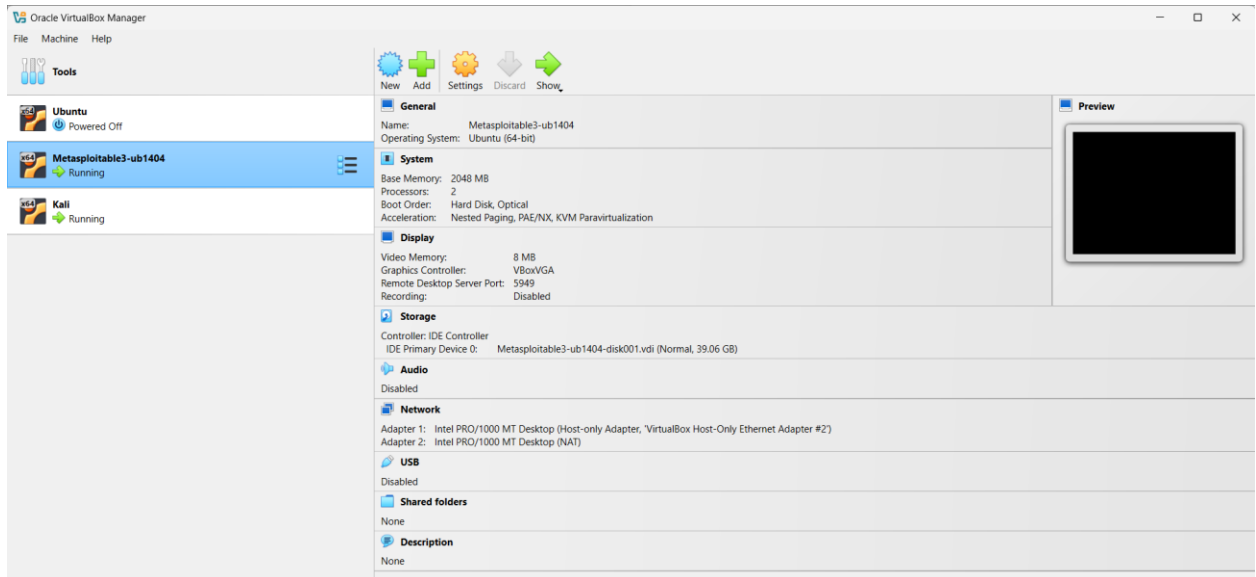 Oracle VirtualBox Manager
File Machine Help
Tools
New Add Settings Discard Show
x64
Ubuntu
Powered Off
x64
Metasploitable3-ub1404
Running
x64
Kali
Running
General
Name: Metasploitable3-ub1404
Operating System: Ubuntu (64-bit)
Preview
System
Base Memory: 2048 MB
Processors: 2
Boot Order: Hard Disk, Optical
Acceleration: Nested Paging, PAE/NX, KVM Paravirtualization
Display
Video Memory: 8 MB
Graphics Controller: VBoxVGA
Remote Desktop Server Port: 5949
Recording: Disabled
Storage
Controller: IDE Controller
IDE Primary Device 0: Metasploitable3-ub1404-disk001.vdi (Normal, 39.06 GB)
Audio
Disabled
Network
Adapter 1: Intel PRO/1000 MT Desktop (Host-only Adapter, 'VirtualBox Host-Only Ethernet Adapter #2')
Adapter 2: Intel PRO/1000 MT Desktop (NAT)
USB
Disabled
Shared folders
None
Description
None